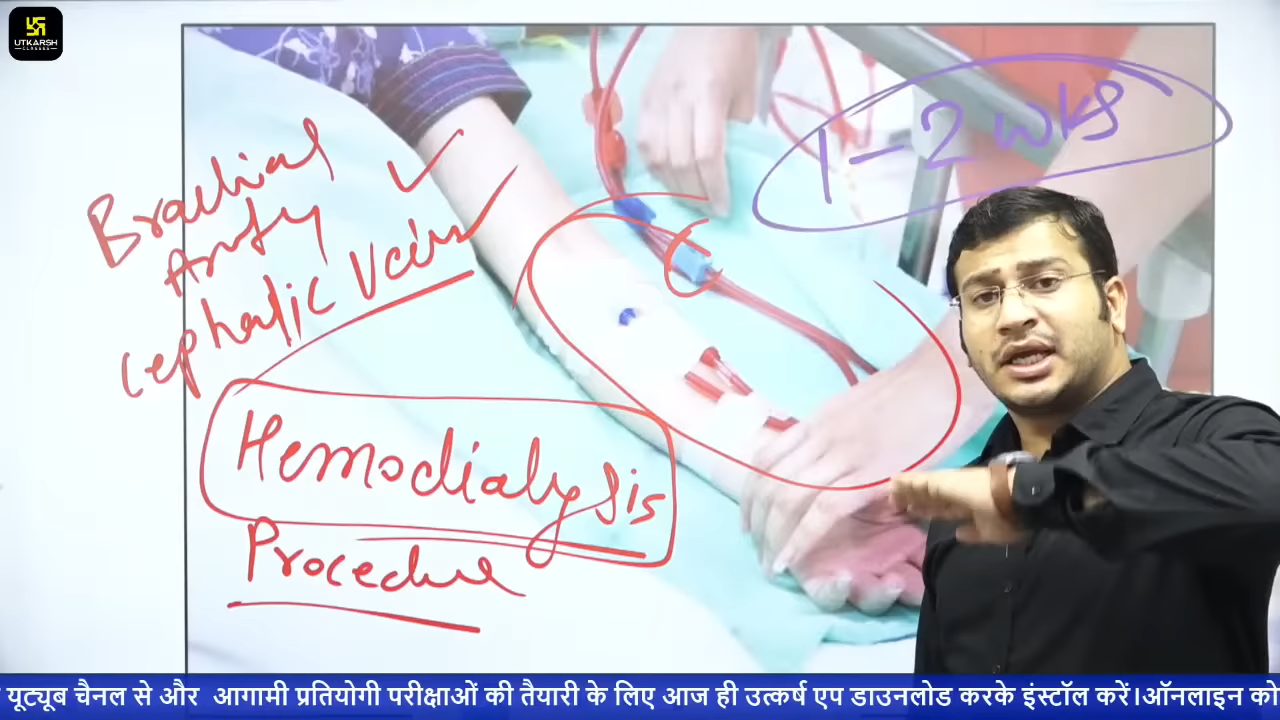 UTKARSH
CLASSES
1-2 wks
Brachial
Artery
cephalic Vein
Hemodialysis
Procedure
यूट्यूब चैनल से और आगामी प्रतियोगी परीक्षाओं की तैयारी के लिए आज ही उत्कर्ष एप डाउनलोड करके इंस्टॉल करें।ऑनलाइन को